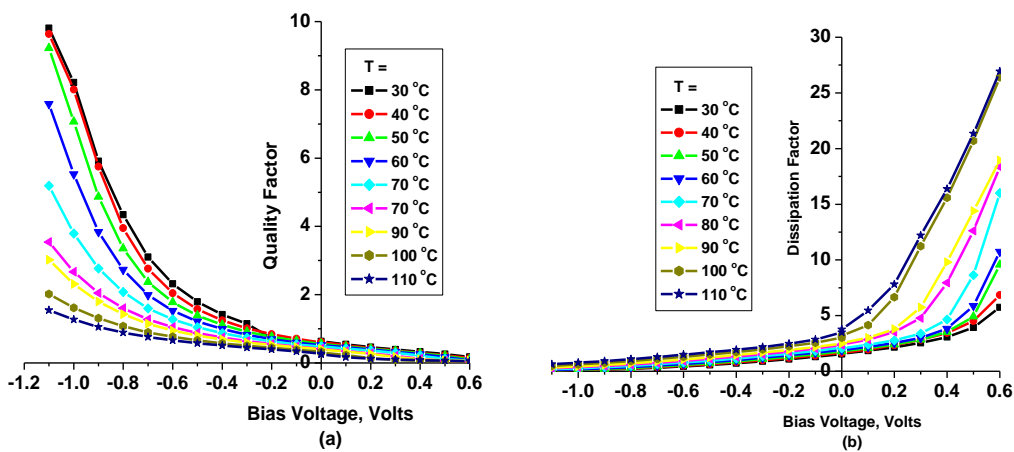 10
8
6
4
2
0
Quality Factor
T =
30 °C
40 °C
50 °C
60 °C
70 °C
70 °C
90 °C
100 °C
110 °C
-1.2 -1.0 -0.8 -0.6 -0.4 -0.2 0.0 0.2 0.4 0.6
Bias Voltage, Volts
(a)
30
25
20
15
10
5
0
Dissipation Factor
T =
30 °C
40 °C
50 °C
60 °C
70 °C
80 °C
90 °C
100 °C
110 °C
-1.0 -0.8 -0.6 -0.4 -0.2 0.0 0.2 0.4 0.6
Bias Voltage, Volts
(b)